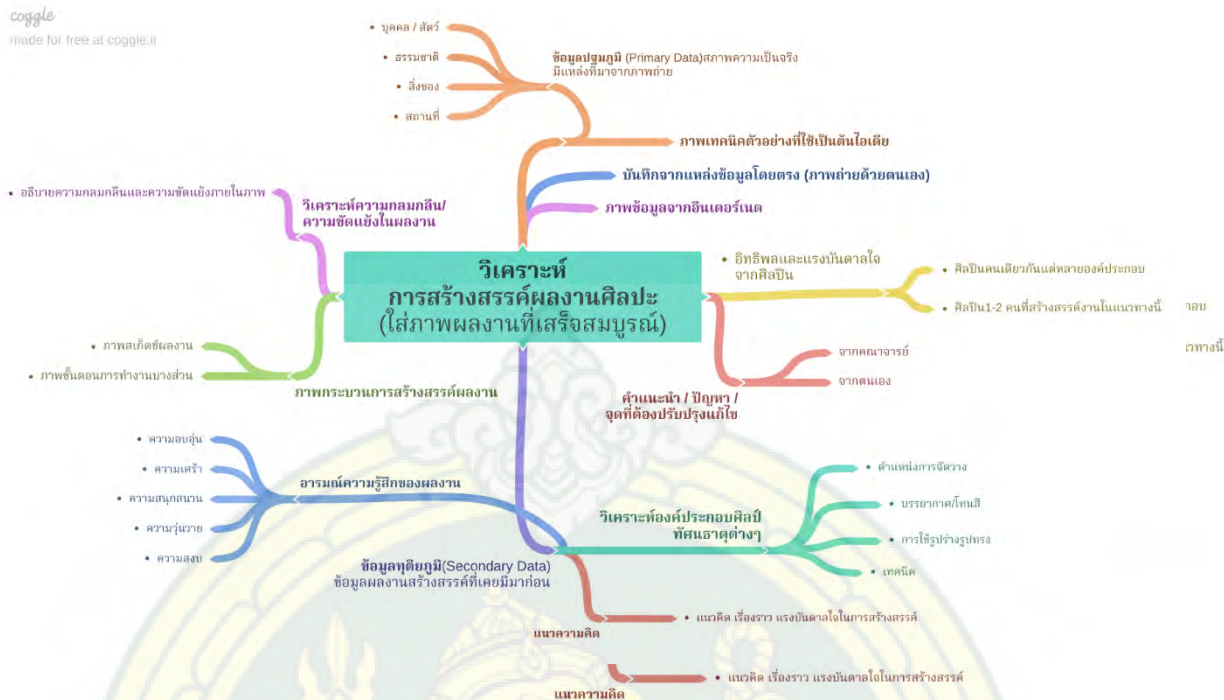 coggle
made for free at coggle.it
• บุคคล / สัตว์
• ธรรมชาติ
• สิ่งของ
• สถานที่
ข้อมูลปฐมภูมิ (Primary Data)สภาพความเป็นจริง
มีแหล่งที่มาจากภาพถ่าย
ภาพเทคนิคตัวอย่างที่ใช้เป็นต้นไอเดีย
บันทึกจากแหล่งข้อมูลโดยตรง (ภาพถ่ายด้วยตนเอง)
ภาพข้อมูลจากอินเตอร์เนต
• อธิบายความกลมกลืนและความขัดแย้งภายในภาพ
วิเคราะห์ความกลมกลืน/
ความขัดแย้งในผลงาน
วิเคราะห์
การสร้างสรรค์ผลงานศิลปะ
(ใส่ภาพผลงานที่เสร็จสมบูรณ์)
• อิทธิพลและแรงบันดาลใจ
จากศิลปิน
• ศิลปินคนเดียวกันแต่หลายองค์ประกอบ
• ศิลปิน1-2 คนที่สร้างสรรค์งานในแนวทางนี้
กอบ
วทางนี้
• ภาพสเก็ตช์ผลงาน
• ภาพขั้นตอนการทำงานบางส่วน
ภาพกระบวนการสร้างสรรค์ผลงาน
จากคณาจารย์
จากตนเอง
คำแนะนำ / ปัญหา /
จุดที่ต้องปรับปรุงแก้ไข
• ความอบอุ่น
• ความเศร้า
• ความสนุกสนาน
• ความวุ่นวาย
• ความสงบ
อารมณ์ความรู้สึกของผลงาน
วิเคราะห์องค์ประกอบศิลป์
ทัศนธาตุต่างๆ
• ตำแหน่งการจัดวาง
• บรรยากาศ/โทนสี
• การใช้รูปร่างรูปทรง
• เทคนิค
ข้อมูลทุติยภูมิ(Secondary Data)
ข้อมูลผลงานสร้างสรรค์ที่เคยมีมาก่อน
แนวความคิด
• แนวคิด เรื่องราว แรงบันดาลใจในการสร้างสรรค์
แนวความคิด
• แนวคิด เรื่องราว แรงบันดาลใจในการสร้างสรรค์